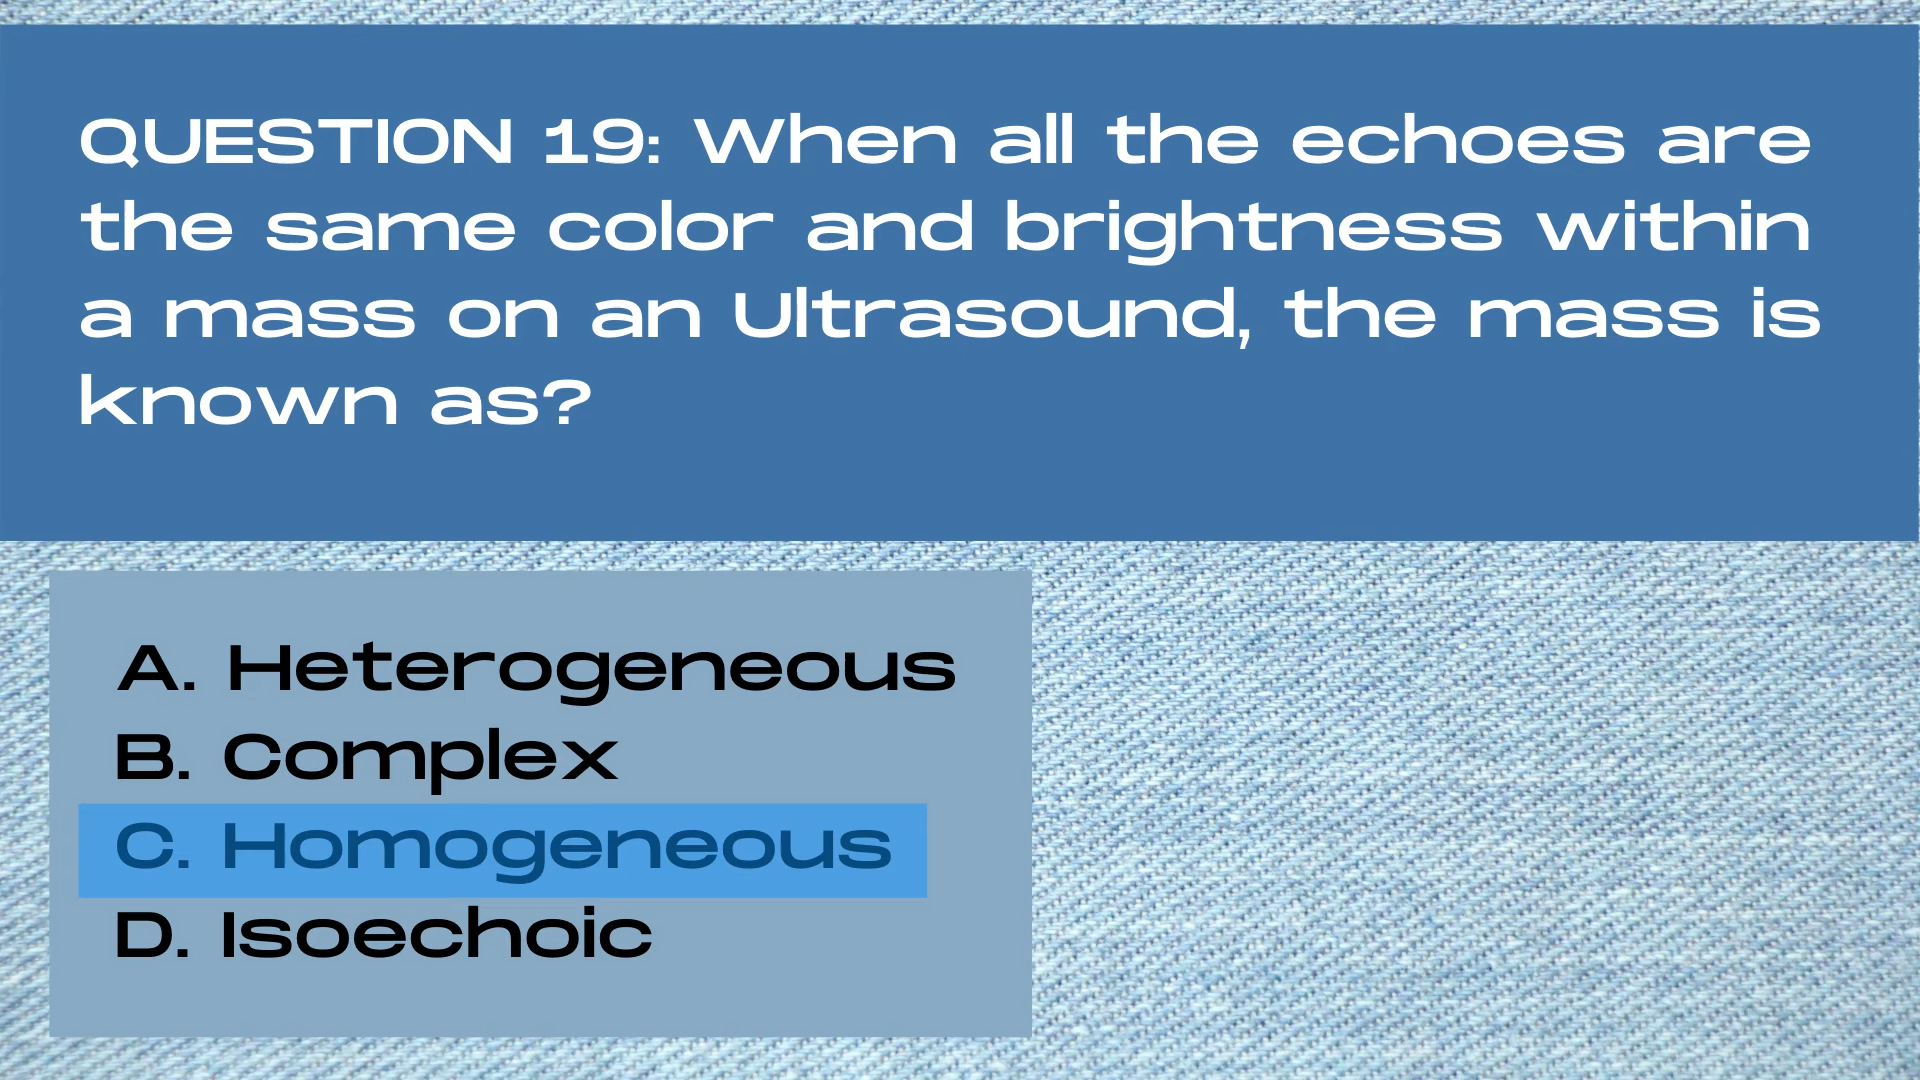 QUESTION 19: When all the echoes are
the same color and brightness within
a mass on an Ultrasound, the mass is
known as?
A. Heterogeneous
B. Complex
C. Homogeneous
D. Isoechoic